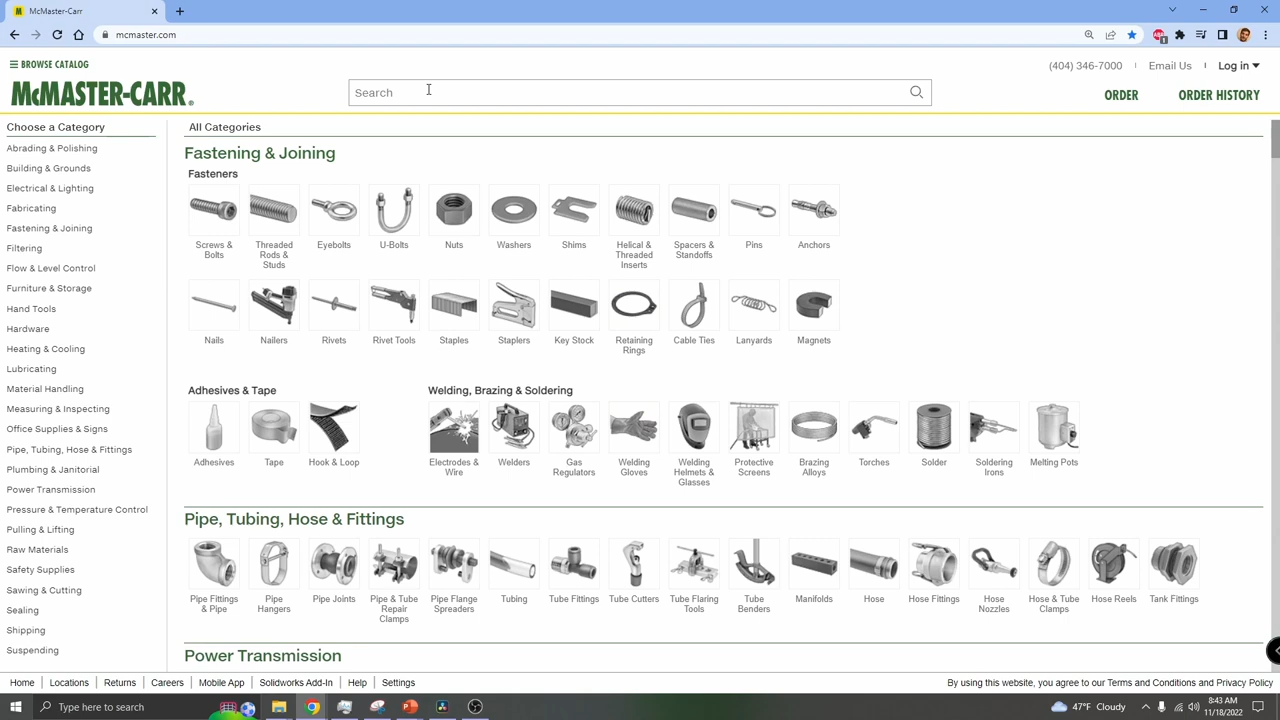 McMaster-Carr
mcmaster.com
BROWSE CATALOG
McMASTER-CARR®
Search
(404) 346-7000
Email Us
Log in
ORDER
ORDER HISTORY
Choose a Category
Abrading & Polishing
Building & Grounds
Electrical & Lighting
Fabricating
Fastening & Joining
Filtering
Flow & Level Control
Furniture & Storage
Hand Tools
Hardware
Heating & Cooling
Lubricating
Material Handling
Measuring & Inspecting
Office Supplies & Signs
Pipe, Tubing, Hose & Fittings
Plumbing & Janitorial
Power Transmission
Pressure & Temperature Control
Pulling & Lifting
Raw Materials
Safety Supplies
Sawing & Cutting
Sealing
Shipping
Suspending
All Categories
Fastening & Joining
Fasteners
Screws &
Bolts
Threaded
Rods &
Studs
Eyebolts
U-Bolts
Nuts
Washers
Shims
Helical &
Threaded
Inserts
Spacers &
Standoffs
Pins
Anchors
Nails
Nailers
Rivets
Rivet Tools
Staples
Staplers
Key Stock
Retaining
Rings
Cable Ties
Lanyards
Magnets
Adhesives & Tape
Adhesives
Tape
Hook & Loop
Welding, Brazing & Soldering
Electrodes &
Wire
Welders
Gas
Regulators
Welding
Gloves
Welding
Helmets &
Glasses
Protective
Screens
Brazing
Alloys
Torches
Solder
Soldering
Irons
Melting Pots
Pipe, Tubing, Hose & Fittings
Pipe Fittings
& Pipe
Pipe
Hangers
Pipe Joints
Pipe & Tube
Repair
Clamps
Pipe Flange
Spreaders
Tubing
Tube Fittings
Tube Cutters
Tube Flaring
Tools
Tube
Benders
Manifolds
Hose
Hose Fittings
Hose
Nozzles
Hose & Tube
Clamps
Hose Reels
Tank Fittings
Power Transmission
Home
Locations
Returns
Careers
Mobile App
Solidworks Add-In
Help
Settings
By using this website, you agree to our Terms and Conditions and Privacy Policy
Type here to search
47°F Cloudy
8:43 AM
11/18/2022